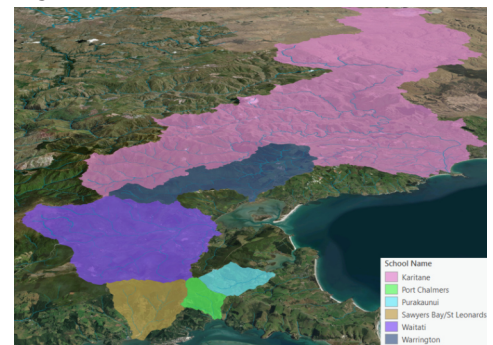 School Name
Karitane
Port Chalmers
Purakaunui
Sawyers Bay/St Leonards
Waitati
Warrington